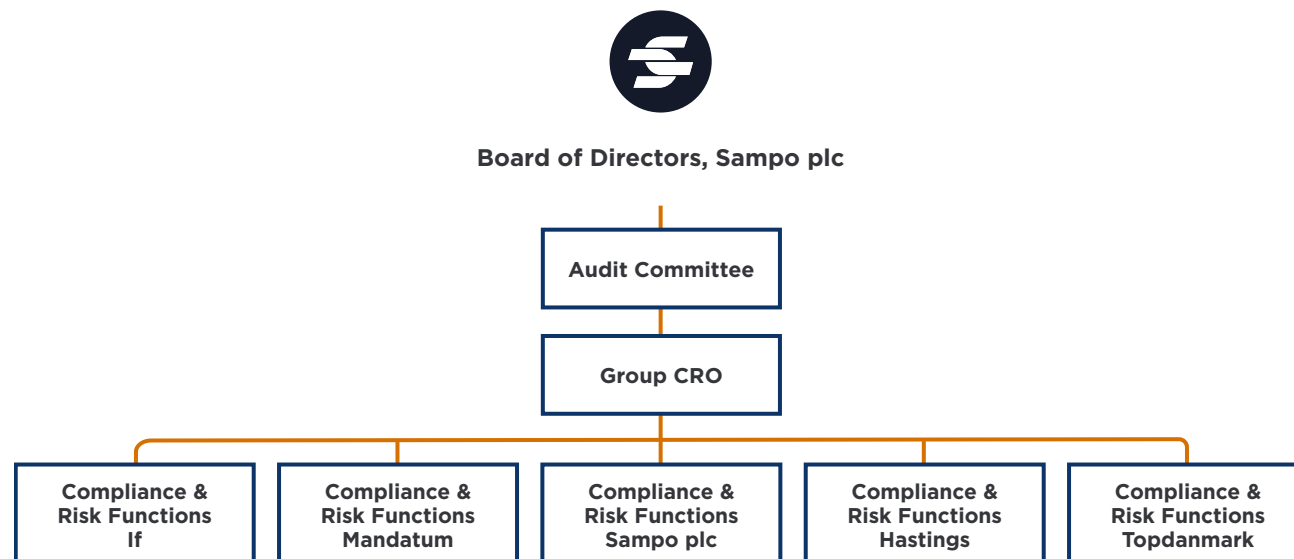 Board of Directors, Sampo plc
Audit Committee
Group CRO
Compliance &
Risk Functions
If
Compliance &
Risk Functions
Mandatum
Compliance &
Risk Functions
Sampo plc
Compliance &
Risk Functions
Hastings
Compliance &
Risk Functions
Topdanmark